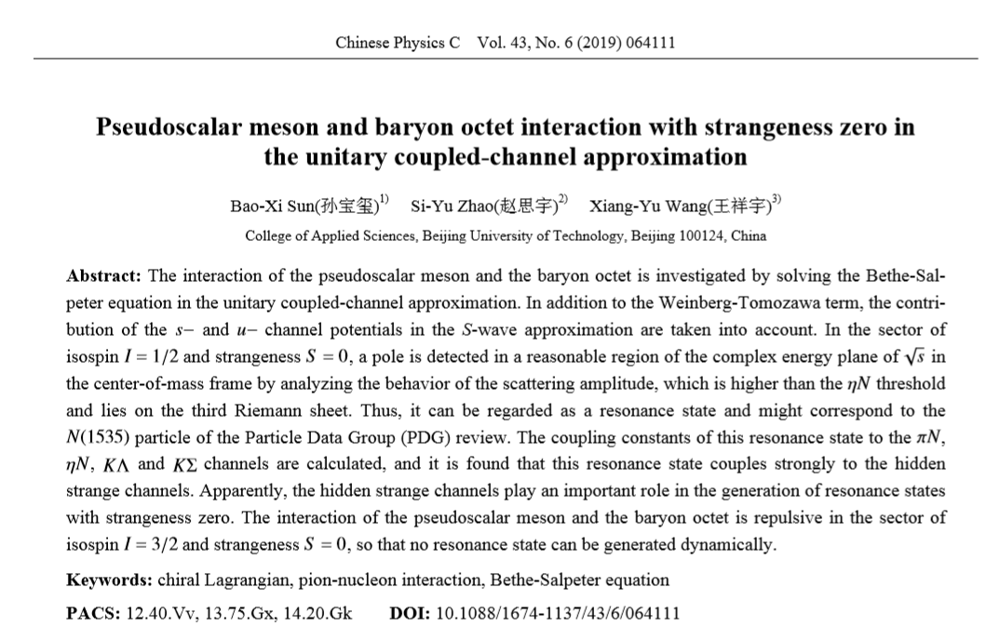 Chinese Physics C Vol. 43, No. 6 (2019) 064111
Pseudoscalar meson and baryon octet interaction with strangeness zero in
the unitary coupled-channel approximation
Bao-Xi Sun(孙宝玺)1) Si-Yu Zhao(赵思宇)2) Xiang-Yu Wang(王祥宇)3)
College of Applied Sciences, Beijing University of Technology, Beijing 100124, China
Abstract: The interaction of the pseudoscalar meson and the baryon octet is investigated by solving the Bethe-Sal-
peter equation in the unitary coupled-channel approximation. In addition to the Weinberg-Tomozawa term, the contri-
bution of the s− and u− channel potentials in the S-wave approximation are taken into account. In the sector of
isospin I = 1/2 and strangeness S = 0, a pole is detected in a reasonable region of the complex energy plane of √s in
the center-of-mass frame by analyzing the behavior of the scattering amplitude, which is higher than the ηN threshold
and lies on the third Riemann sheet. Thus, it can be regarded as a resonance state and might correspond to the
N(1535) particle of the Particle Data Group (PDG) review. The coupling constants of this resonance state to the πN,
ηN, KΛ and KΣ channels are calculated, and it is found that this resonance state couples strongly to the hidden
strange channels. Apparently, the hidden strange channels play an important role in the generation of resonance states
with strangeness zero. The interaction of the pseudoscalar meson and the baryon octet is repulsive in the sector of
isospin I = 3/2 and strangeness S = 0, so that no resonance state can be generated dynamically.
Keywords: chiral Lagrangian, pion-nucleon interaction, Bethe-Salpeter equation
PACS: 12.40.Vv, 13.75.Gx, 14.20.Gk DOI: 10.1088/1674-1137/43/6/064111